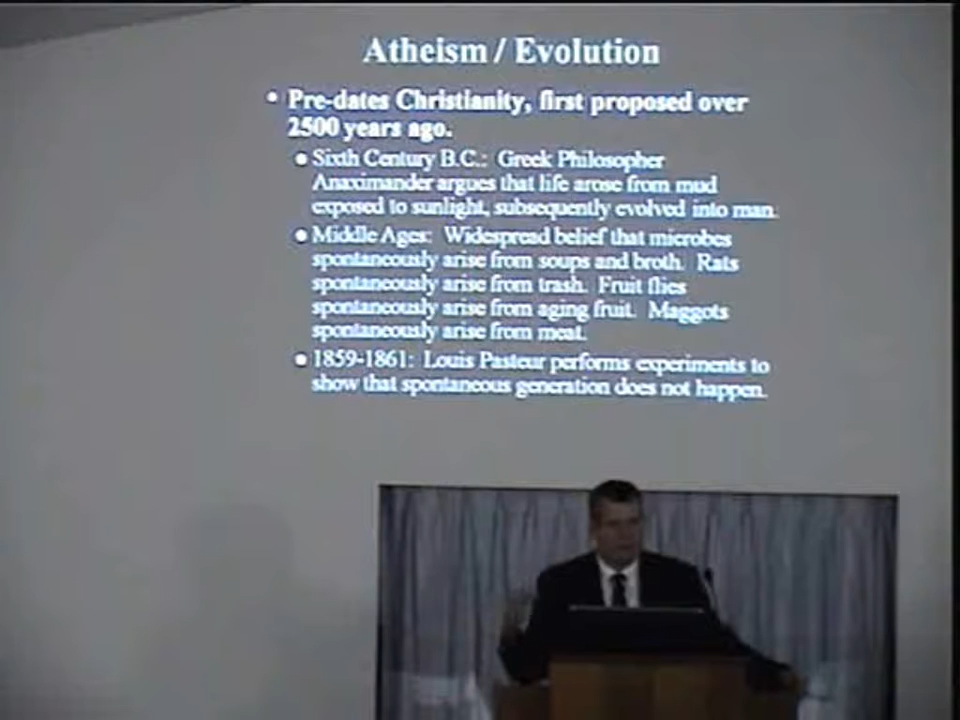 Atheism / Evolution
• Pre-dates Christianity, first proposed over
2500 years ago.
• Sixth Century B.C.: Greek Philosopher
Anaximander argues that life arose from mud
exposed to sunlight, subsequently evolved into man.
• Middle Ages: Widespread belief that microbes
spontaneously arise from soups and broth. Rats
spontaneously arise from trash. Fruit flies
spontaneously arise from aging fruit. Maggots
spontaneously arise from meat.
• 1859-1861: Louis Pasteur performs experiments to
show that spontaneous generation does not happen.